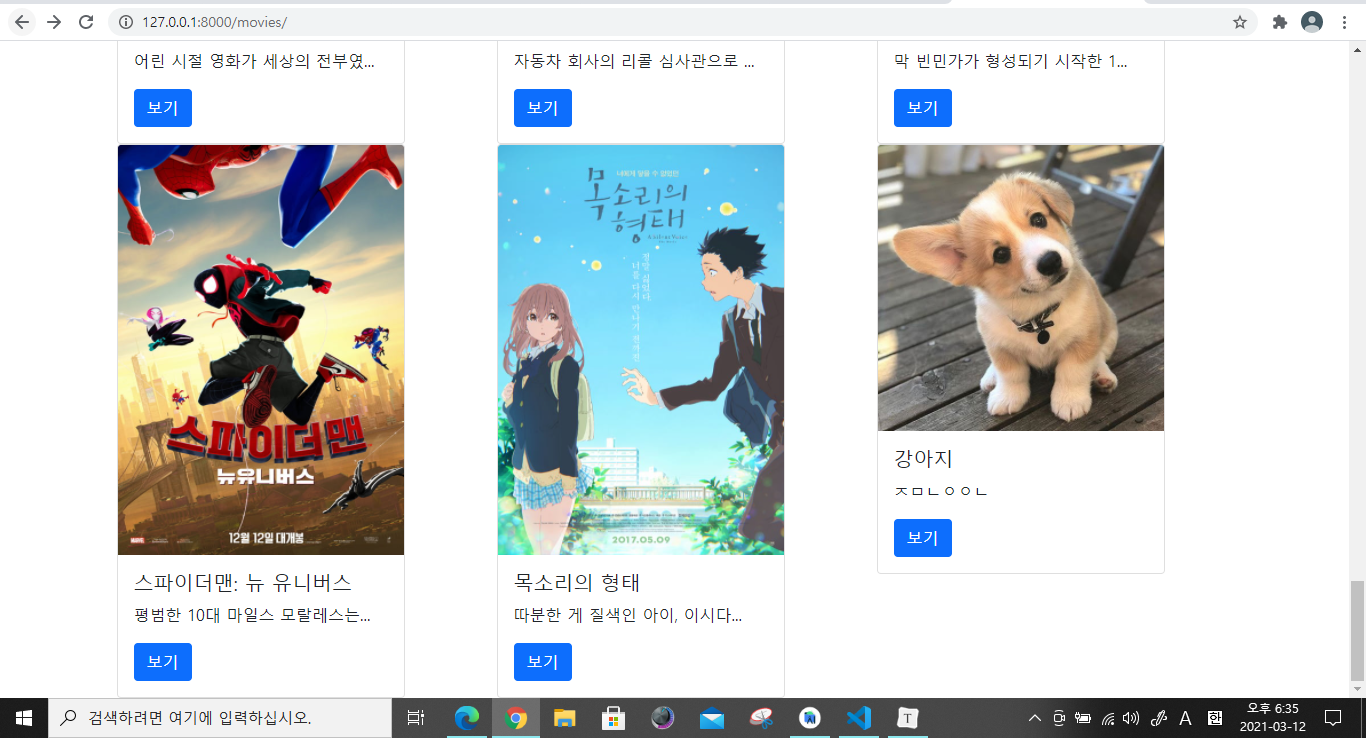 127.0.0.1:8000/movies/
어린 시절 영화가 세상의 전부였...
보기
자동차 회사의 리콜 심사관으로 ...
보기
막 빈민가가 형성되기 시작한 1...
보기
스파이더맨
뉴 유니버스
MARVEL
12월 12일 대개봉
스파이더맨: 뉴 유니버스
평범한 10대 마일스 모랄레스는...
보기
목소리의
형태
2017.05.09
목소리의 형태
따분한 게 질색인 아이, 이시다...
보기
강아지
ㅈㅁㄴㅇㅇㄴ
보기
검색하려면 여기에 입력하십시오.
T
A
한
오후 6:35
2021-03-12